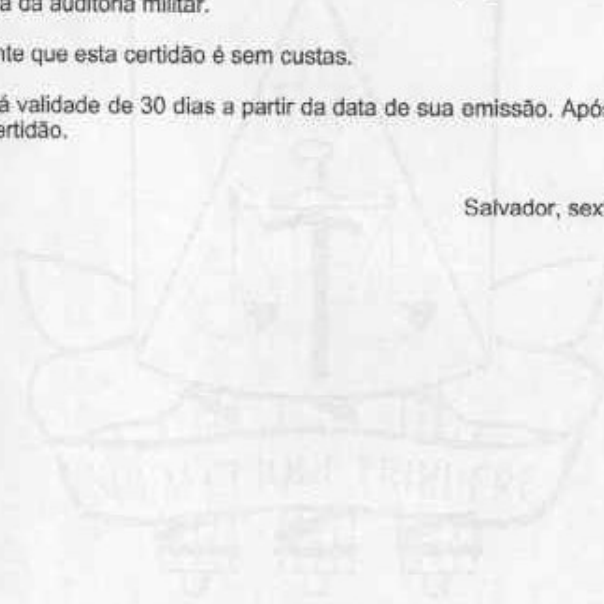 a da auditoria militar.
nte que esta certidão é sem custas.
á validade de 30 dias a partir da data de sua emissão. Após
ertidão.
Salvador, sex